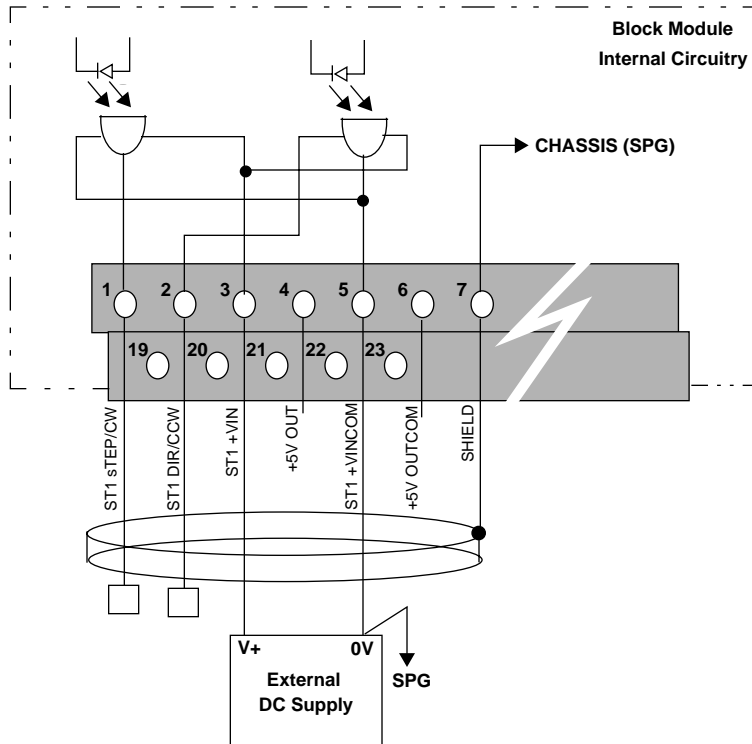 Block Module
Internal Circuitry
CHASSIS (SPG)
1 2 3 4 5 6 7
19 20 21 22 23
ST1 sTEP/CW
ST1 DIR/CCW
ST1 +VIN
+5V OUT
ST1 +VINCOM
+5V OUTCOM
SHIELD
V+ 0V
External
DC Supply
SPG